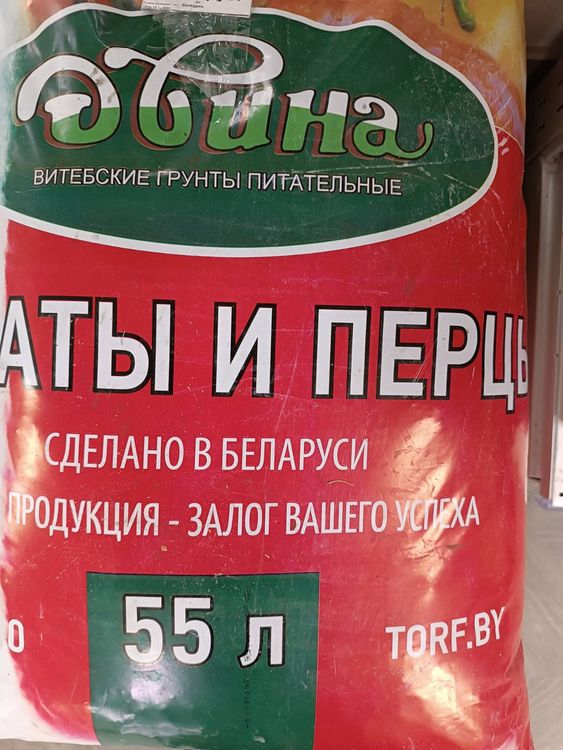 Двина
ВИТЕБСКИЕ ГРУНТЫ ПИТАТЕЛЬНЫЕ
АТЫ И ПЕРЦЫ
СДЕЛАНО В БЕЛАРУСИ
ПРОДУКЦИЯ - ЗАЛОГ ВАШЕГО УСПЕХА
55 л
TORF.BY